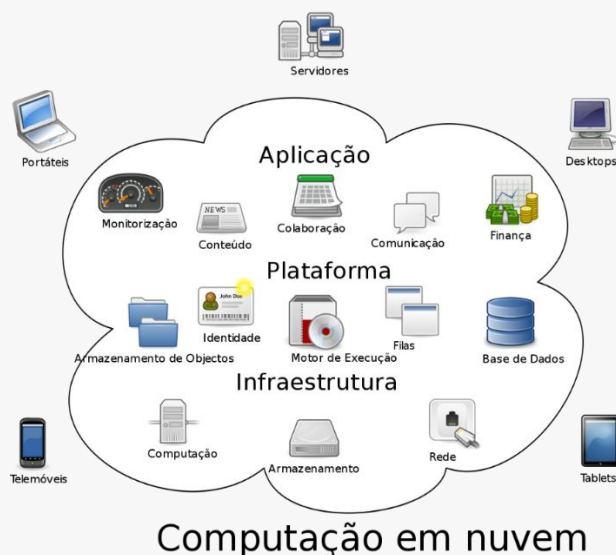 Servidores
Portáteis
Desktops
Aplicação
NEWS
Monitorização
Conteúdo
Colaboração
Comunicação
Finança
Plataforma
John Doe
Identidade
Armazenamento de Objectos
Motor de Execução
Filas
Base de Dados
Infraestrutura
Computação
Armazenamento
Rede
Telemóveis
Tablets
Computação em nuvem